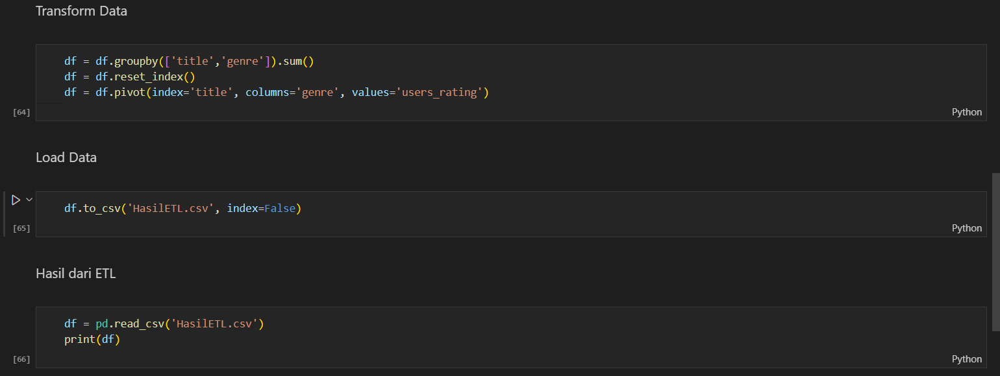 Transform Data
df = df.groupby(['title','genre']).sum()
df = df.reset_index()
df = df.pivot(index='title', columns='genre', values='users_rating')
[64]
Python
Load Data
df.to_csv('HasilETL.csv', index=False)
[65]
Python
Hasil dari ETL
df = pd.read_csv('HasilETL.csv')
print(df)
[66]
Python